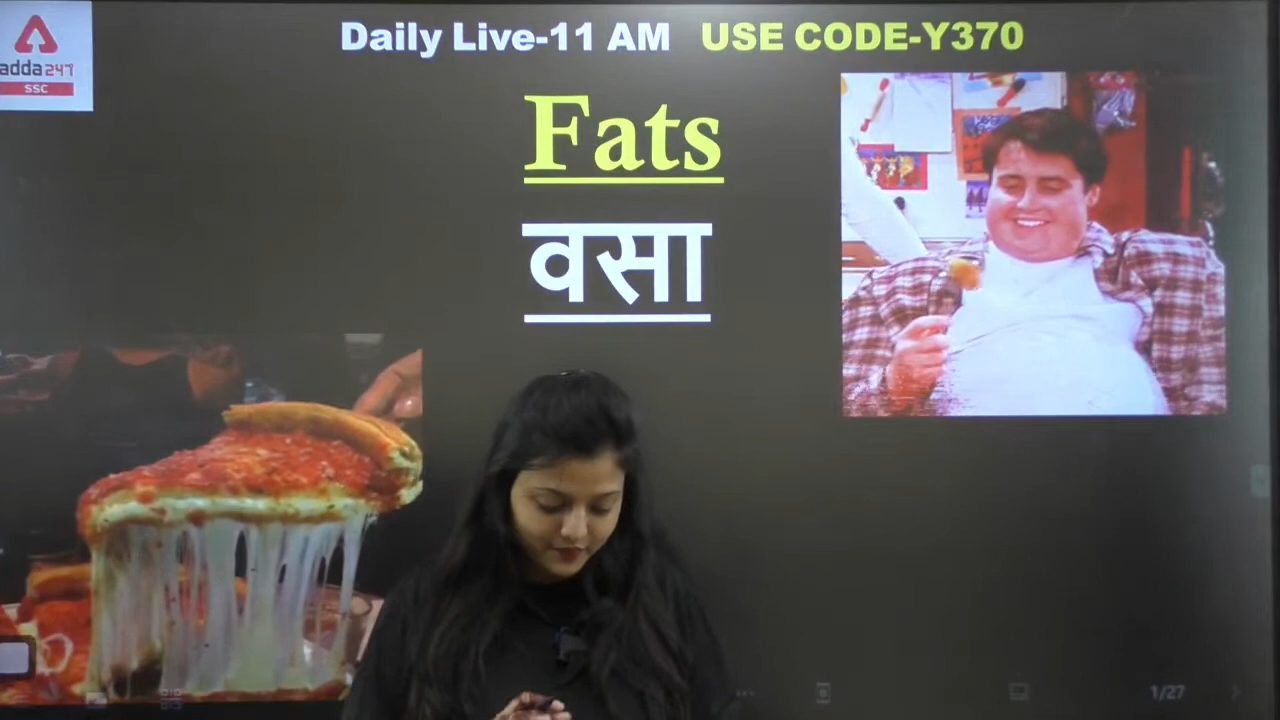 adda247
SSC
Daily Live-11 AM USE CODE-Y370
Fats
वसा
1/27